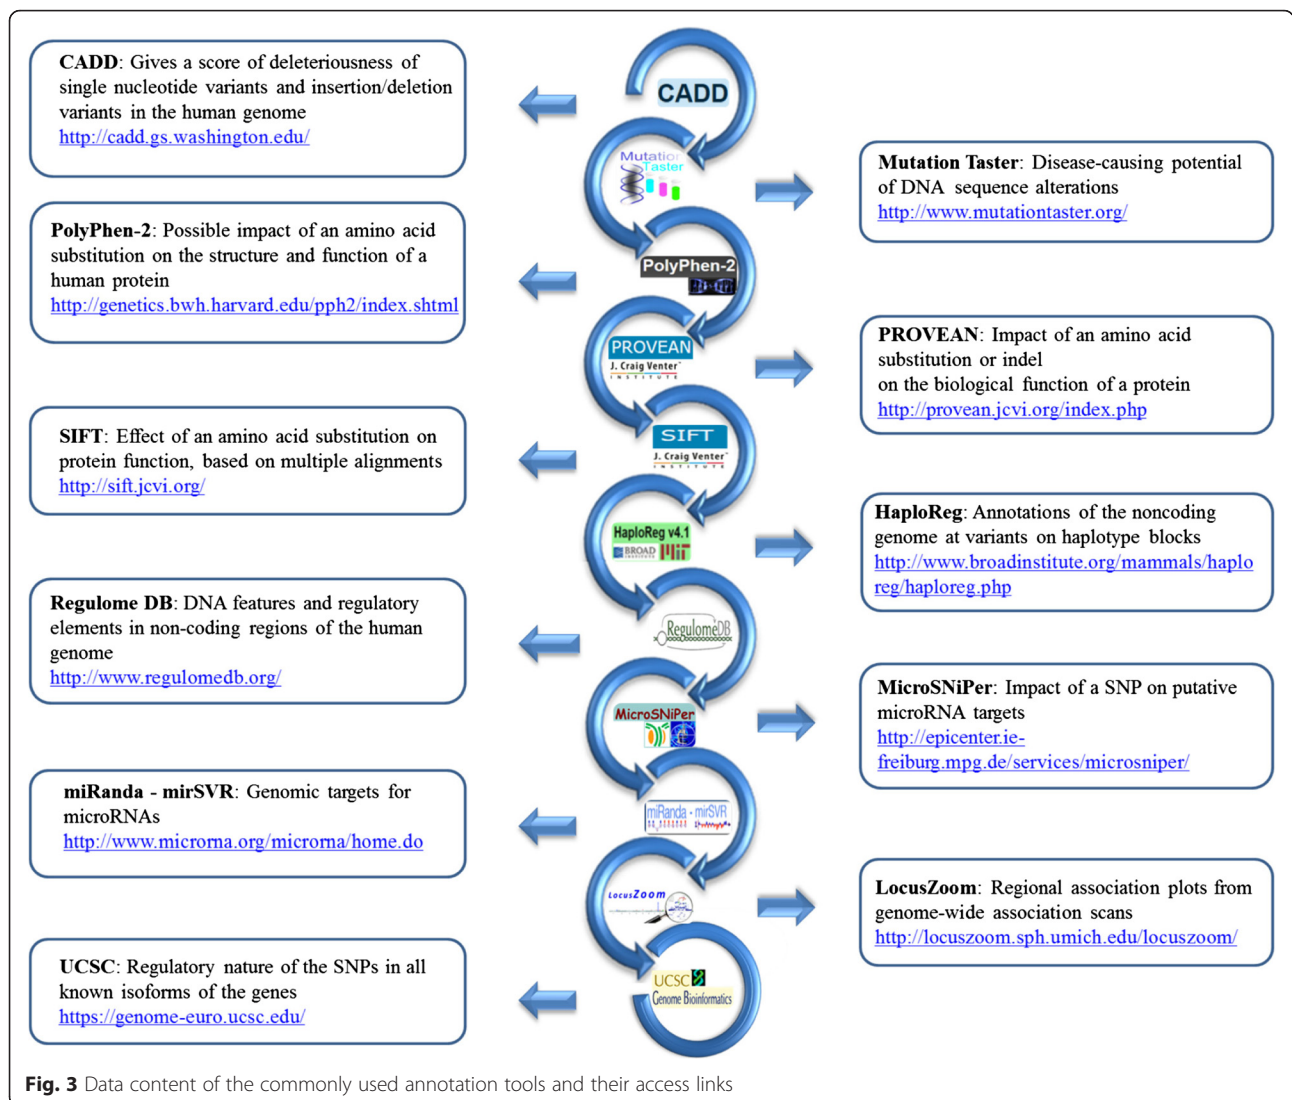 CADD: Gives a score of deleteriousness of
single nucleotide variants and insertion/deletion
variants in the human genome
http://cadd.gs.washington.edu/
CADD
Mutation
Taster
Mutation Taster: Disease-causing potential
of DNA sequence alterations
http://www.mutationtaster.org/
PolyPhen-2: Possible impact of an amino acid
substitution on the structure and function of a
human protein
http://genetics.bwh.harvard.edu/pph2/index.shtml
PolyPhen-2
PROVEAN
J. Craig Venter™
INSTITUTE
PROVEAN: Impact of an amino acid
substitution or indel
on the biological function of a protein
http://provean.jcvi.org/index.php
SIFT: Effect of an amino acid substitution on
protein function, based on multiple alignments
http://sift.jcvi.org/
SIFT
J. Craig Venter™
INSTITUTE
HaploReg v4.1
BROAD
INSTITUTE
MIT
HaploReg: Annotations of the noncoding
genome at variants on haplotype blocks
http://www.broadinstitute.org/mammals/haplo
reg/haploreg.php
Regulome DB: DNA features and regulatory
elements in non-coding regions of the human
genome
http://www.regulomedb.org/
RegulomeDB
MicroSNiPer
MicroSNiPer: Impact of a SNP on putative
microRNA targets
http://epicenter.ie-
freiburg.mpg.de/services/microsniper/
miRanda - mirSVR: Genomic targets for
microRNAs
http://www.microrna.org/microrna/home.do
miRanda - mirSVR
LocusZoom
LocusZoom: Regional association plots from
genome-wide association scans
http://locuszoom.sph.umich.edu/locuszoom/
UCSC: Regulatory nature of the SNPs in all
known isoforms of the genes
https://genome-euro.ucsc.edu/
UCSC
Genome Bioinformatics
Fig. 3 Data content of the commonly used annotation tools and their access links